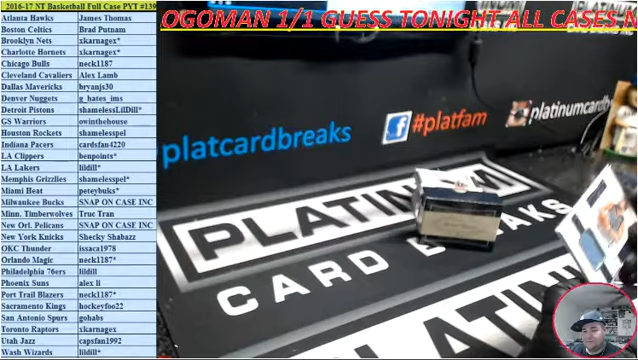 2016-17 NT Basketball Full Case PYT #139
Atlanta Hawks James Thomas
Boston Celtics Brad Putnam
Brooklyn Nets xkarnagex*
Charlotte Hornets xkarnagex*
Chicago Bulls neck1187
Cleveland Cavaliers Alex Lamb
Dallas Mavericks bryanjs30
Denver Nuggets g_hates_ims
Detroit Pistons shamelessLilDill*
GS Warriors owinthehouse
Houston Rockets shamelesspel
Indiana Pacers cardsfan4220
LA Clippers benpoints*
LA Lakers lildill*
Memphis Grizzlies shamelesspel*
Miami Heat peteybuks*
Milwaukee Bucks SNAP ON CASE INC
Minn. Timberwolves Truc Tran
New Orl. Pelicans SNAP ON CASE INC
New York Knicks Shecky Shabazz
OKC Thunder issaca1978
Orlando Magic neck1187*
Philadelphia 76ers lildill
Phoenix Suns alex li
Port Trail Blazers neck1187*
Sacramento Kings hockeyfoo22
San Antonio Spurs gohabs
Toronto Raptors xkarnagex
Utah Jazz capsfan1992
Wash Wizards lildill*
OGOMAN 1/1 GUESS TONIGHT ALL CASES
platcardbreaks
#platfam
platinumcardb
PLATINUM
CARD BREAKS
PLATIN